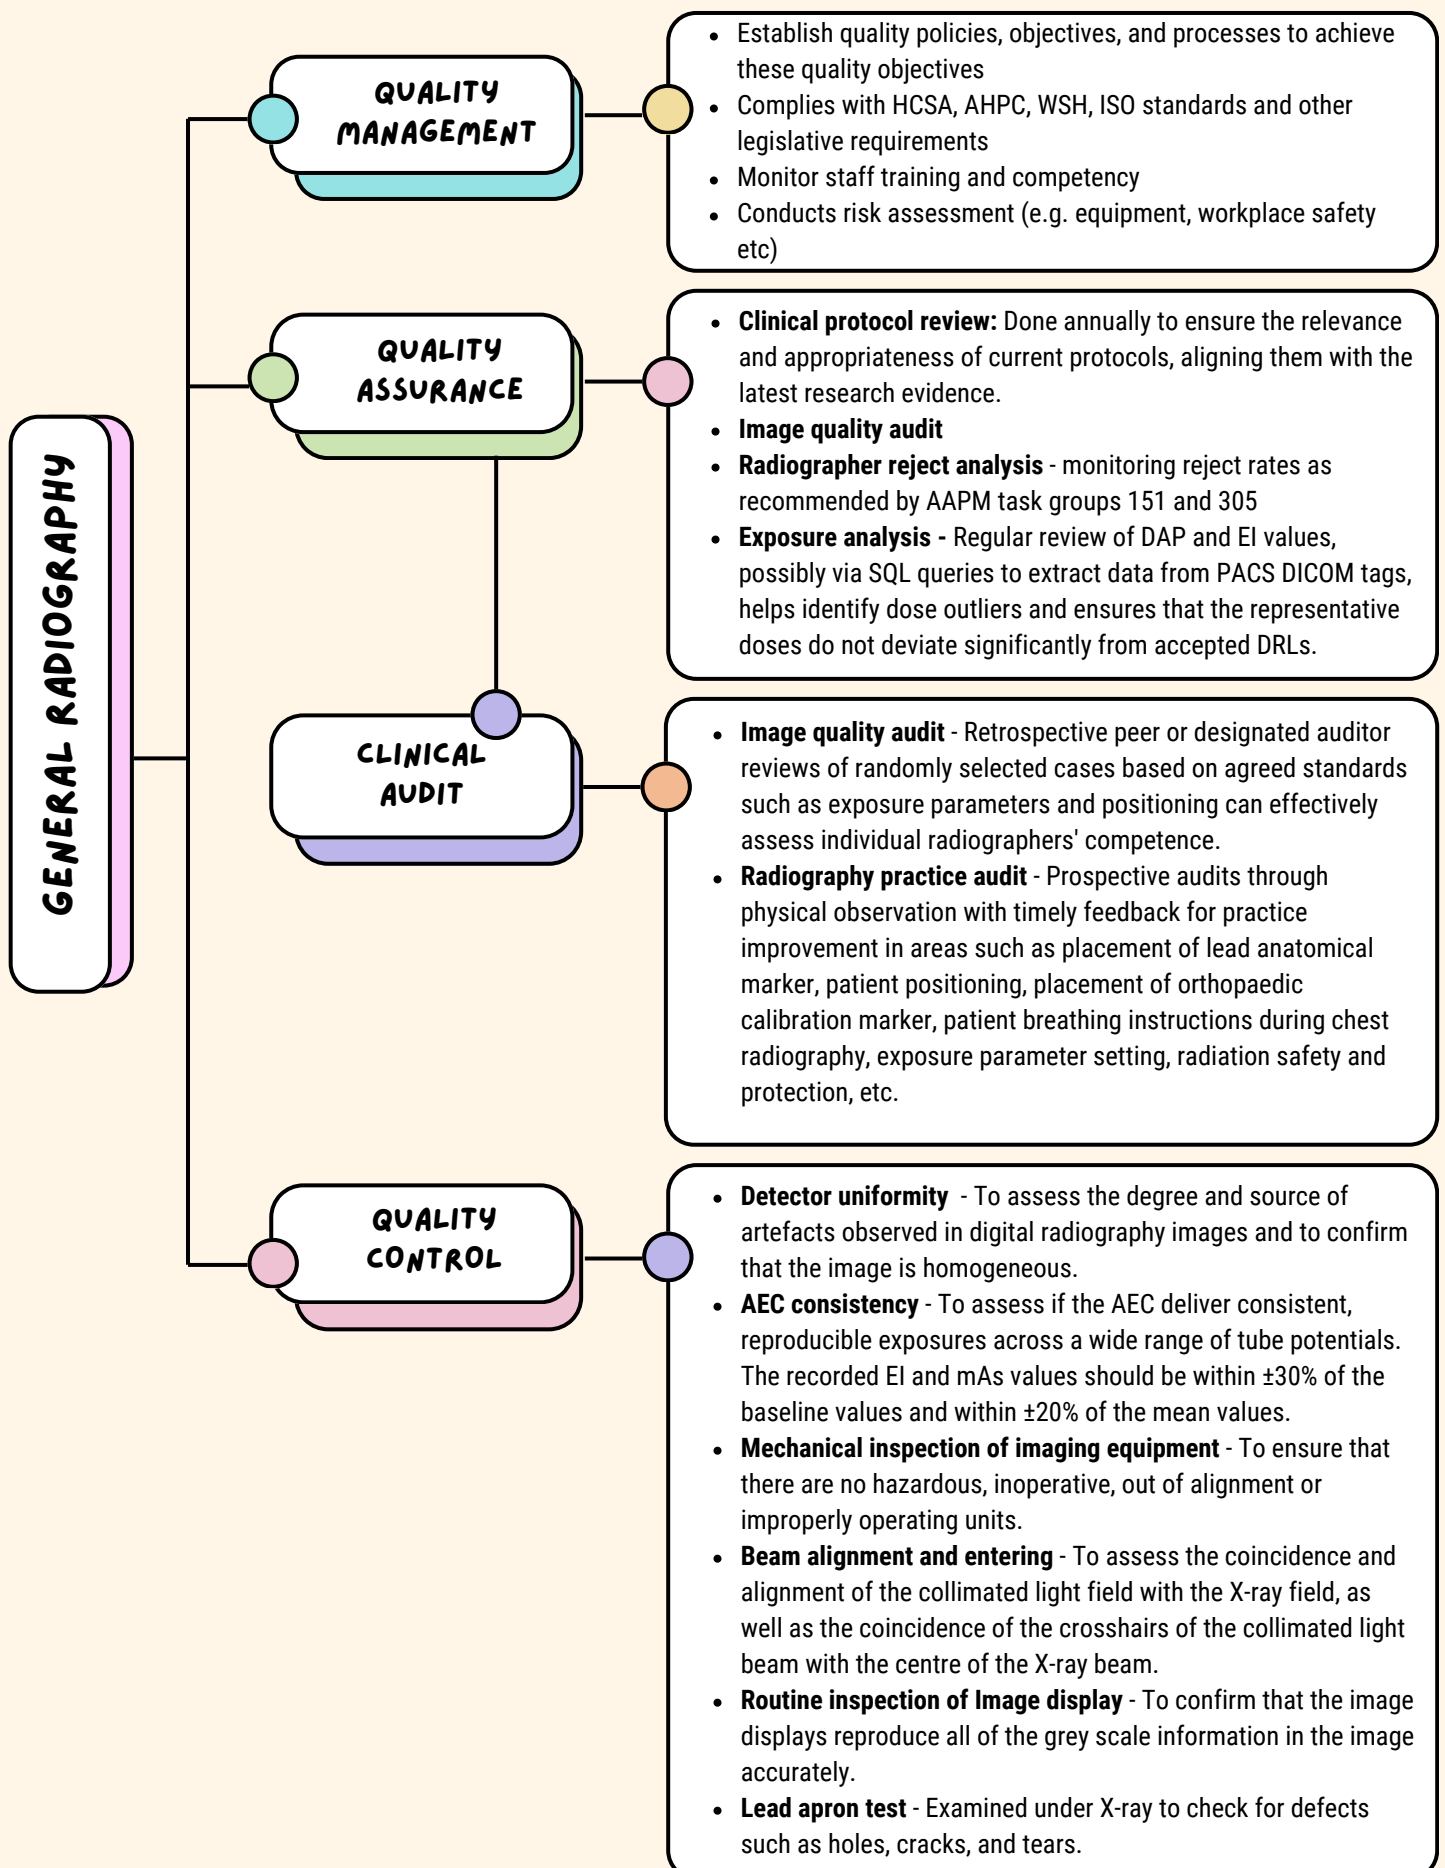 GENERAL RADIOGRAPHY
QUALITY
MANAGEMENT
• Establish quality policies, objectives, and processes to achieve
these quality objectives
• Complies with HCSA, AHPC, WSH, ISO standards and other
legislative requirements
• Monitor staff training and competency
• Conducts risk assessment (e.g. equipment, workplace safety
etc)
QUALITY
ASSURANCE
• Clinical protocol review: Done annually to ensure the relevance
and appropriateness of current protocols, aligning them with the
latest research evidence.
• Image quality audit
• Radiographer reject analysis - monitoring reject rates as
recommended by AAPM task groups 151 and 305
• Exposure analysis - Regular review of DAP and EI values,
possibly via SQL queries to extract data from PACS DICOM tags,
helps identify dose outliers and ensures that the representative
doses do not deviate significantly from accepted DRLs.
CLINICAL
AUDIT
• Image quality audit - Retrospective peer or designated auditor
reviews of randomly selected cases based on agreed standards
such as exposure parameters and positioning can effectively
assess individual radiographers' competence.
• Radiography practice audit - Prospective audits through
physical observation with timely feedback for practice
improvement in areas such as placement of lead anatomical
marker, patient positioning, placement of orthopaedic
calibration marker, patient breathing instructions during chest
radiography, exposure parameter setting, radiation safety and
protection, etc.
QUALITY
CONTROL
• Detector uniformity - To assess the degree and source of
artefacts observed in digital radiography images and to confirm
that the image is homogeneous.
• AEC consistency - To assess if the AEC deliver consistent,
reproducible exposures across a wide range of tube potentials.
The recorded EI and mAs values should be within ±30% of the
baseline values and within ±20% of the mean values.
• Mechanical inspection of imaging equipment - To ensure that
there are no hazardous, inoperative, out of alignment or
improperly operating units.
• Beam alignment and entering - To assess the coincidence and
alignment of the collimated light field with the X-ray field, as
well as the coincidence of the crosshairs of the collimated light
beam with the centre of the X-ray beam.
• Routine inspection of Image display - To confirm that the image
displays reproduce all of the grey scale information in the image
accurately.
• Lead apron test - Examined under X-ray to check for defects
such as holes, cracks, and tears.